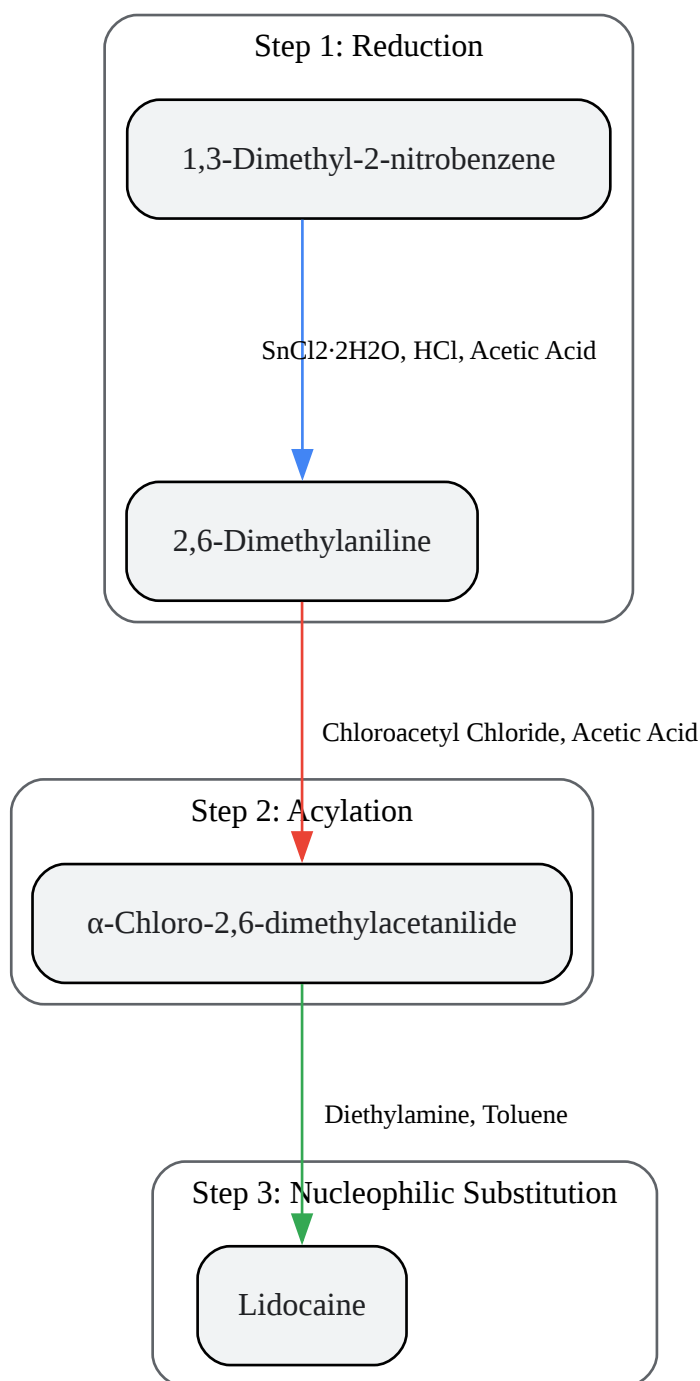 Step 1: Reduction
1,3-Dimethyl-2-nitrobenzene
SnCl2·2H2O, HCl, Acetic Acid
2,6-Dimethylaniline
Chloroacetyl Chloride, Acetic Acid
Step 2: Acylation
α-Chloro-2,6-dimethylacetanilide
Diethylamine, Toluene
Step 3: Nucleophilic Substitution
Lidocaine